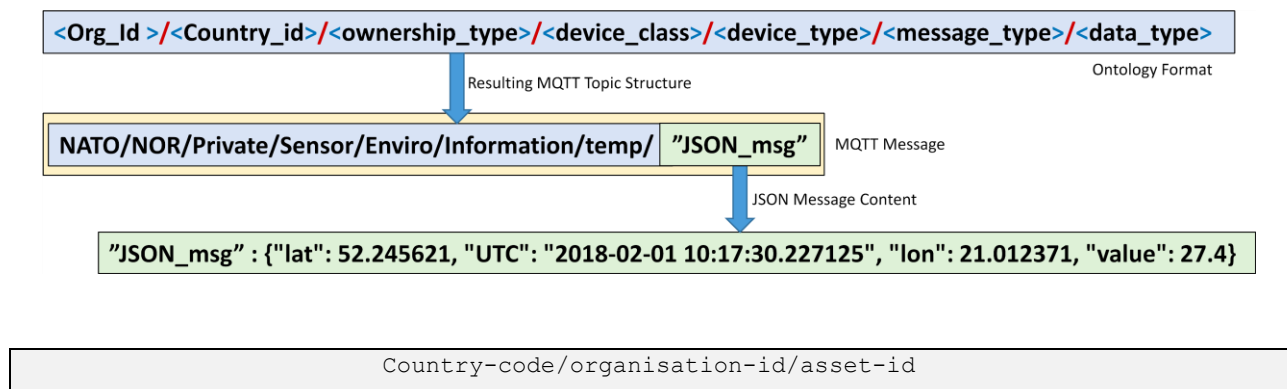 <Org_Id >/<Country_id>/<ownership_type>/<device_class>/<device_type>/<message_type>/<data_type>
Ontology Format
Resulting MQTT Topic Structure
NATO/NOR/Private/Sensor/Enviro/Information/temp/ ”JSON_msg”
MQTT Message
JSON Message Content
”JSON_msg” : {"lat": 52.245621, "UTC": "2018-02-01 10:17:30.227125", "lon": 21.012371, "value": 27.4}
Country-code/organisation-id/asset-id